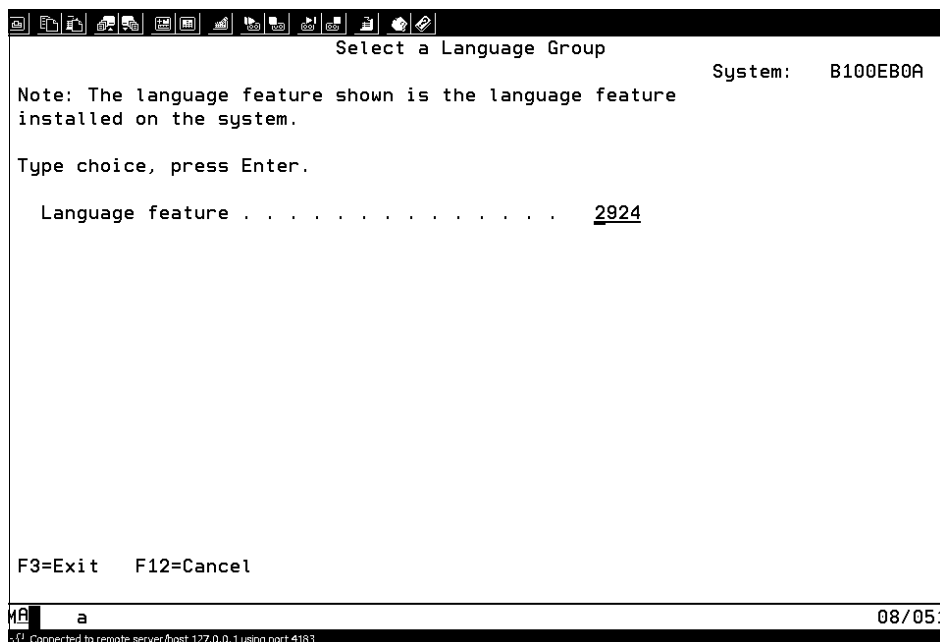 Select a Language Group
System: B100EB0A
Note: The language feature shown is the language feature
installed on the system.
Type choice, press Enter.
Language feature . . . . . . . . . . . . . . 2924
F3=Exit F12=Cancel
MA a 08/051
Connected to remote server/host 127.0.0.1 using port 4183